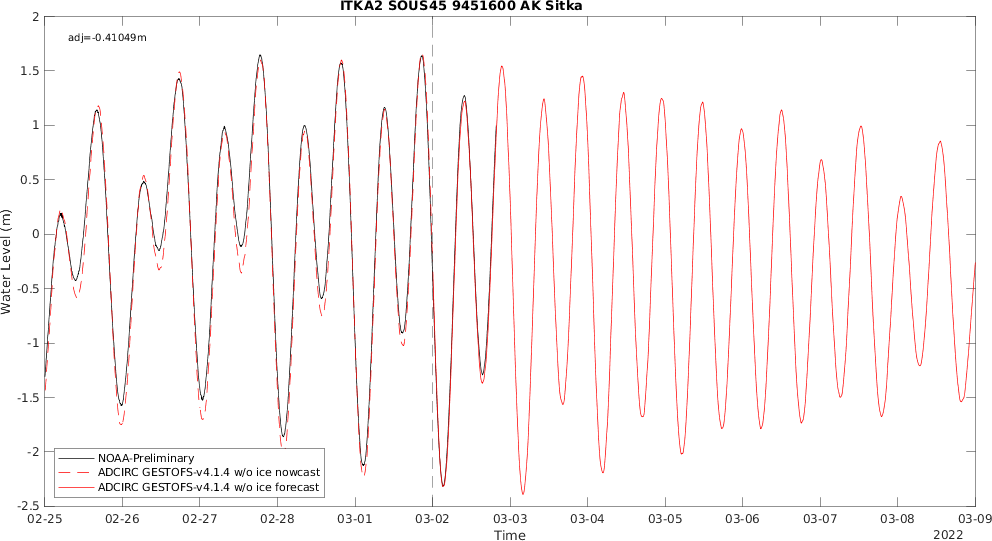 ITKA2 SOUS45 9451600 AK Sitka
adj=-0.41049m
Water Level (m)
2
1.5
1
0.5
0
-0.5
-1
-1.5
-2
-2.5
NOAA-Preliminary
ADCIRC GESTOFS-v4.1.4 w/o ice nowcast
ADCIRC GESTOFS-v4.1.4 w/o ice forecast
02-25 02-26 02-27 02-28 03-01 03-02 03-03 03-04 03-05 03-06 03-07 03-08 03-09
Time
2022